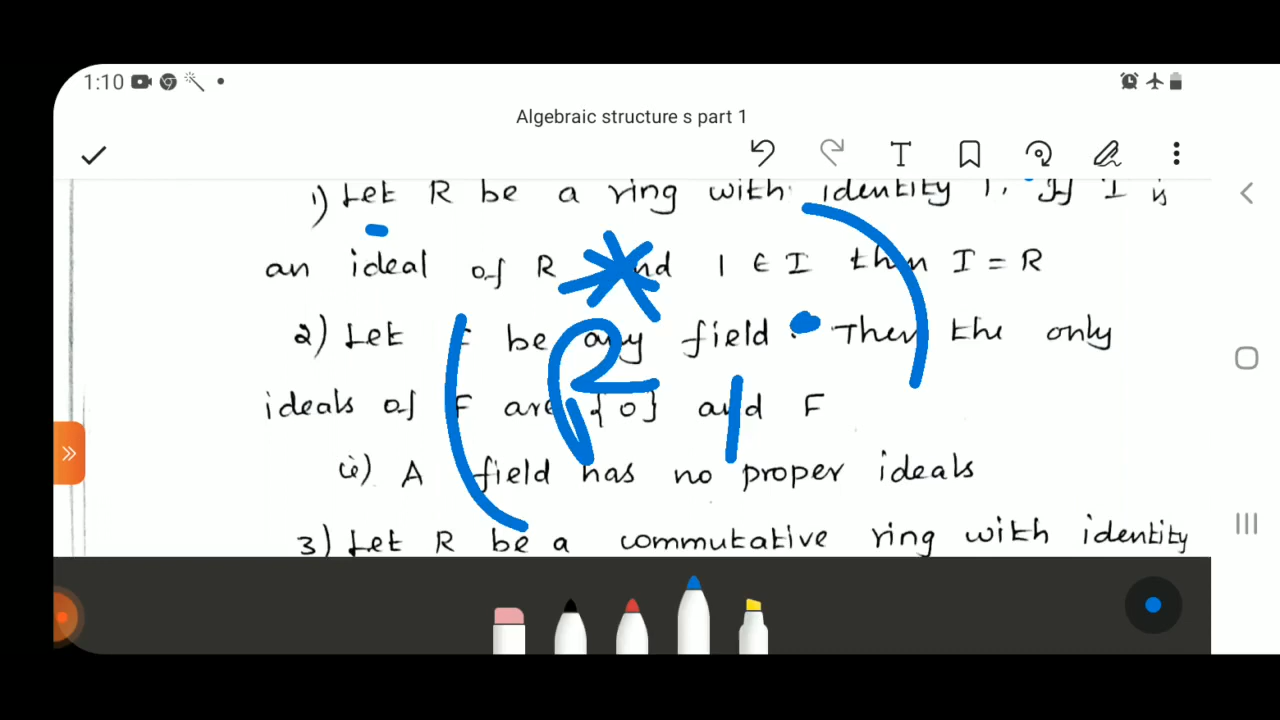 1:10
Algebraic structure s part 1
T
1) Let R be a ring with identity 1. If I is
an ideal of R and 1 ∈ I then I = R
2) Let F be any field. Then the only
ideals of F are {0} and F
ie) A field has no proper ideals
3) Let R be a commutative ring with identity